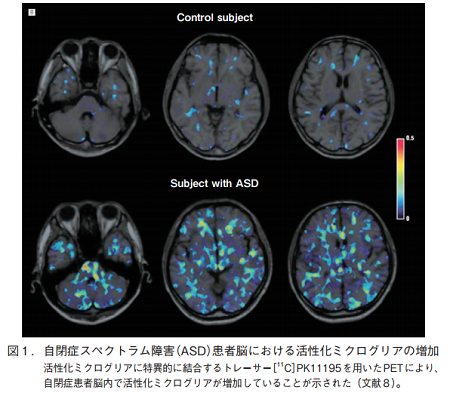 Control subject
0.5
0
Subject with ASD
図1. 自閉症スペクトラム障害(ASD)患者脳における活性化ミクログリアの増加
活性化ミクログリアに特異的に結合するトレーサー[¹¹C]PK11195を用いたPETにより、
自閉症患者脳内で活性化ミクログリアが増加していることが示された(文献8)。